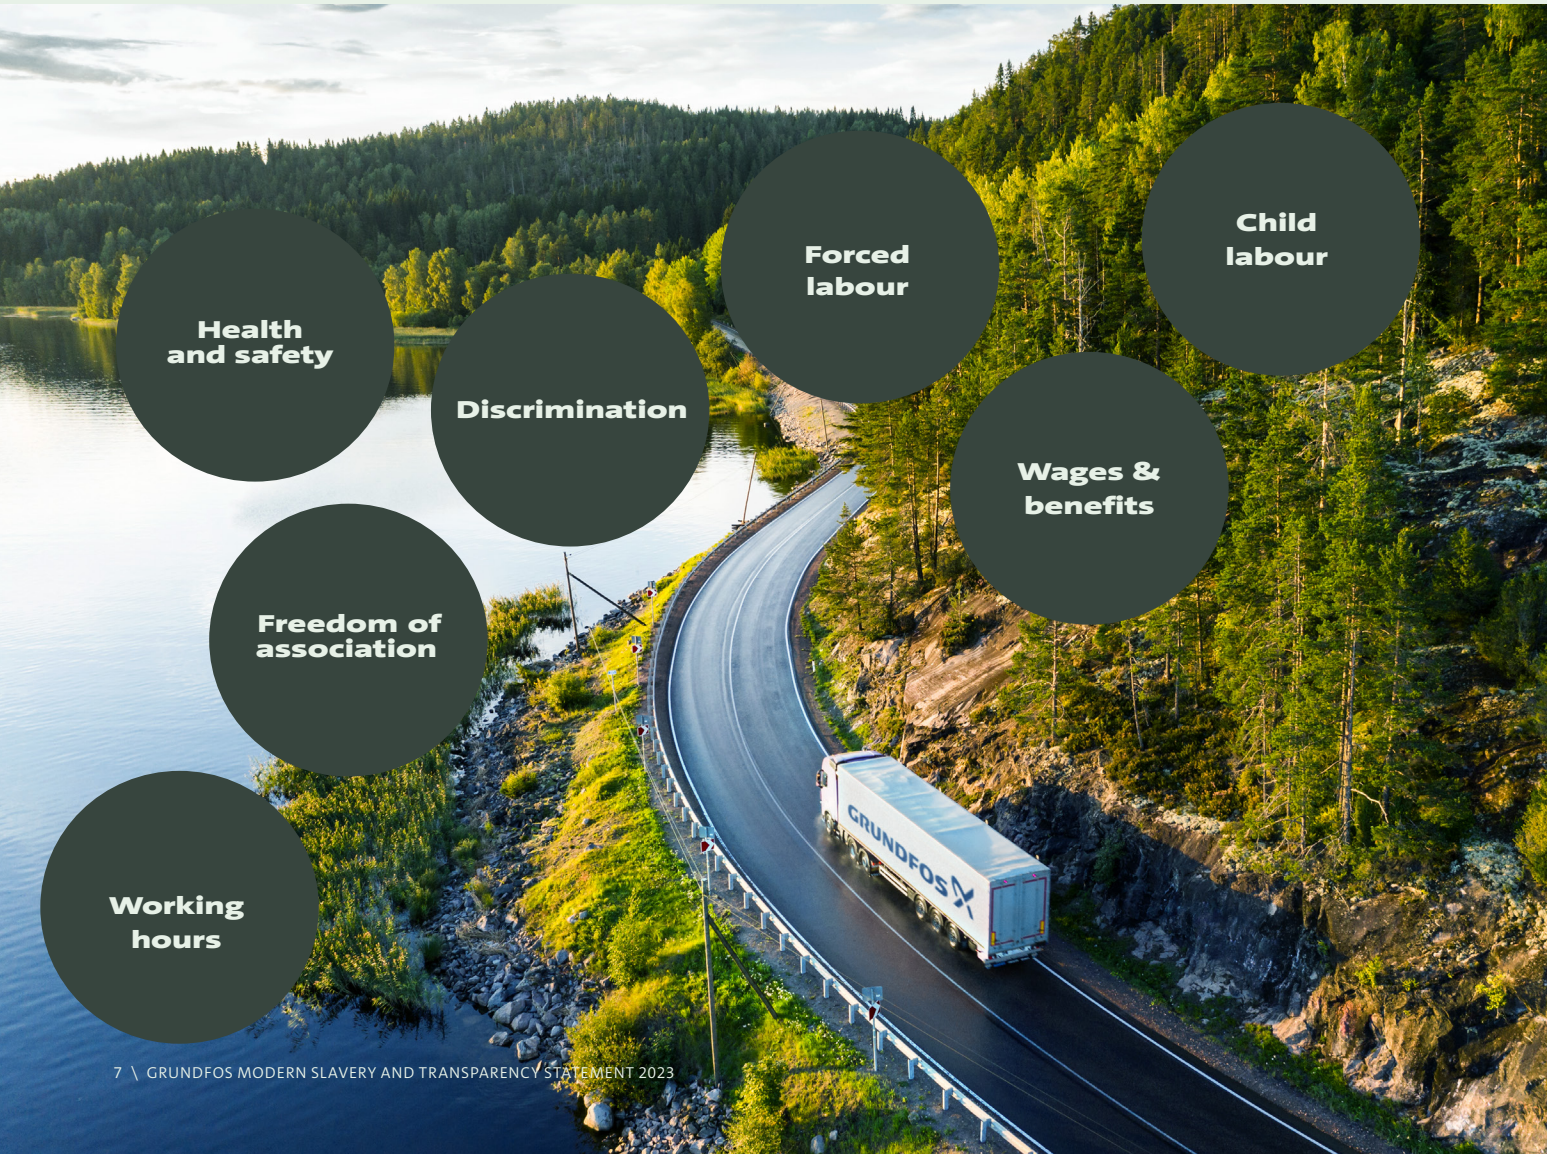 Child
labour
Forced
labour
Health
and safety
Discrimination
Wages &
benefits
Freedom of
association
Working
hours
GRUNDFOS
7 \ GRUNDFOS MODERN SLAVERY AND TRANSPARENCY STATEMENT 2023